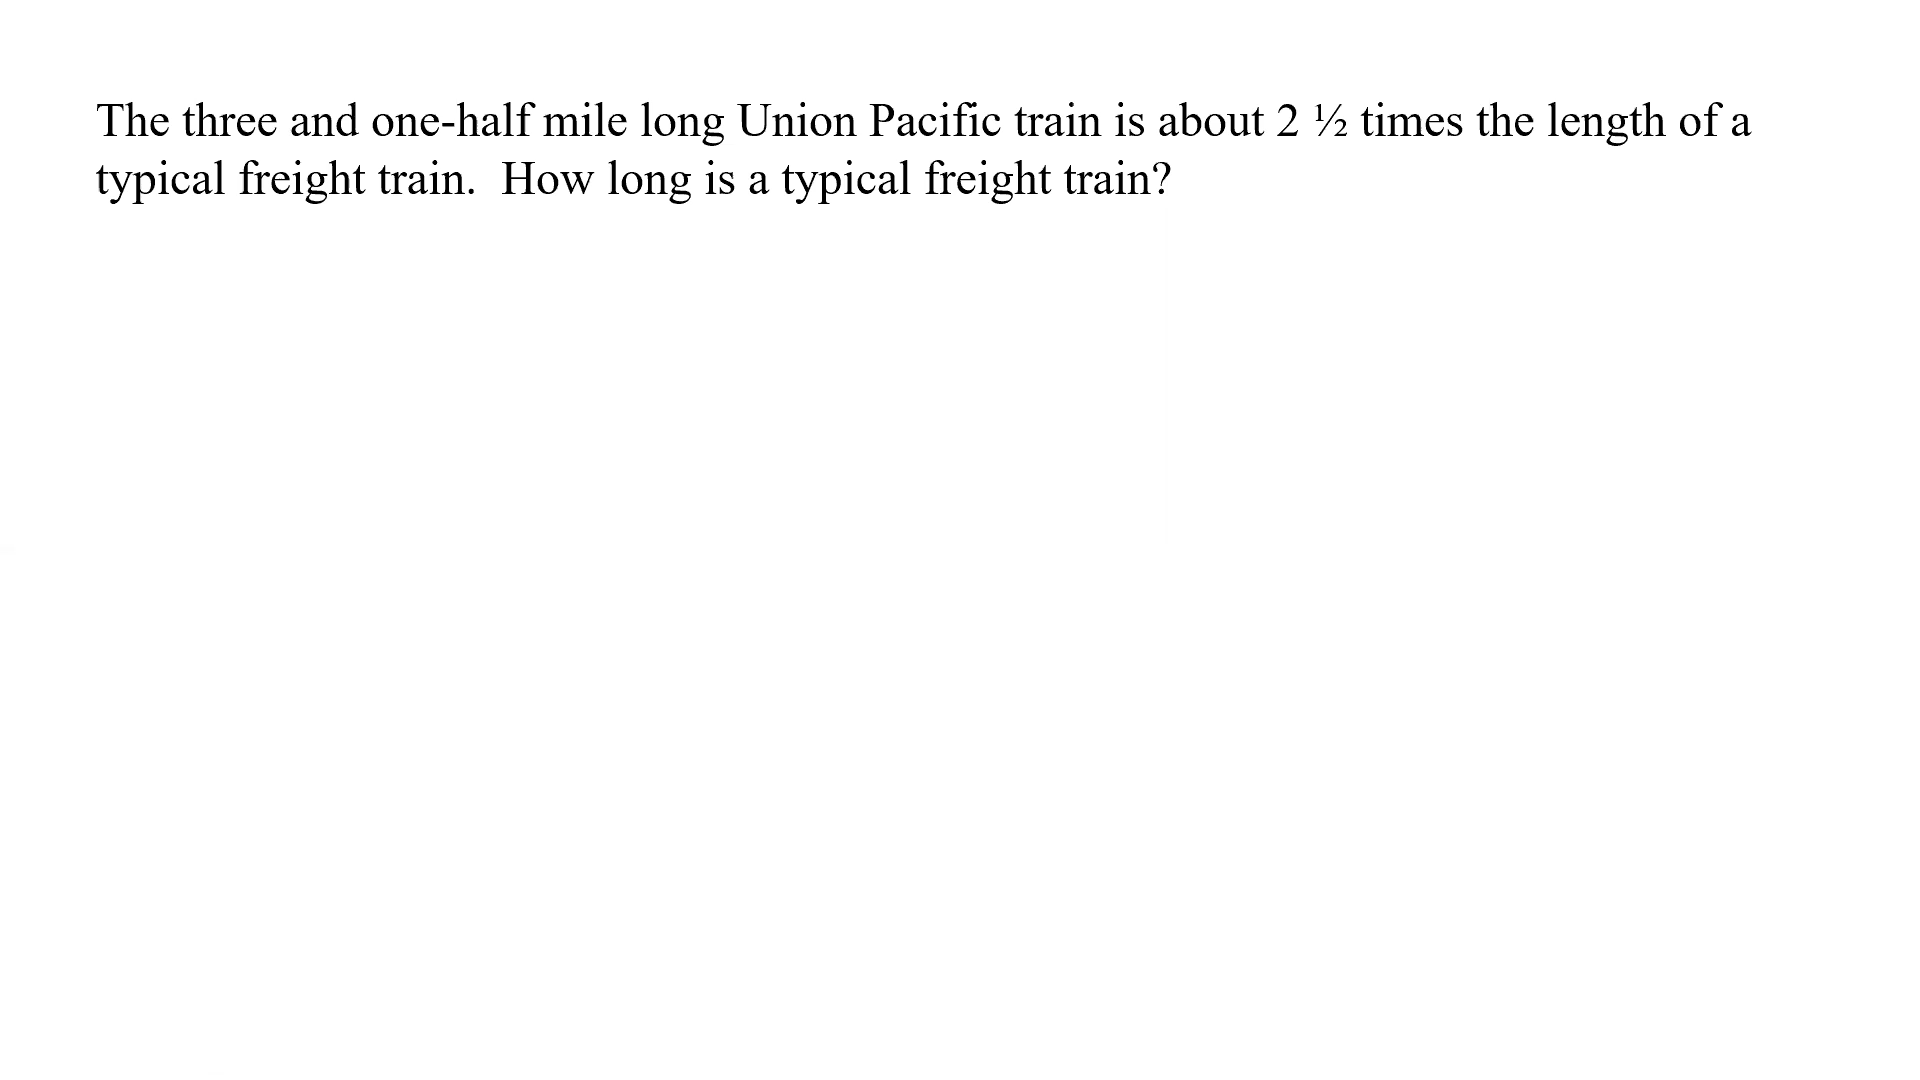 The three and one-half mile long Union Pacific train is about 2 ½ times the length of a
typical freight train.  How long is a typical freight train?